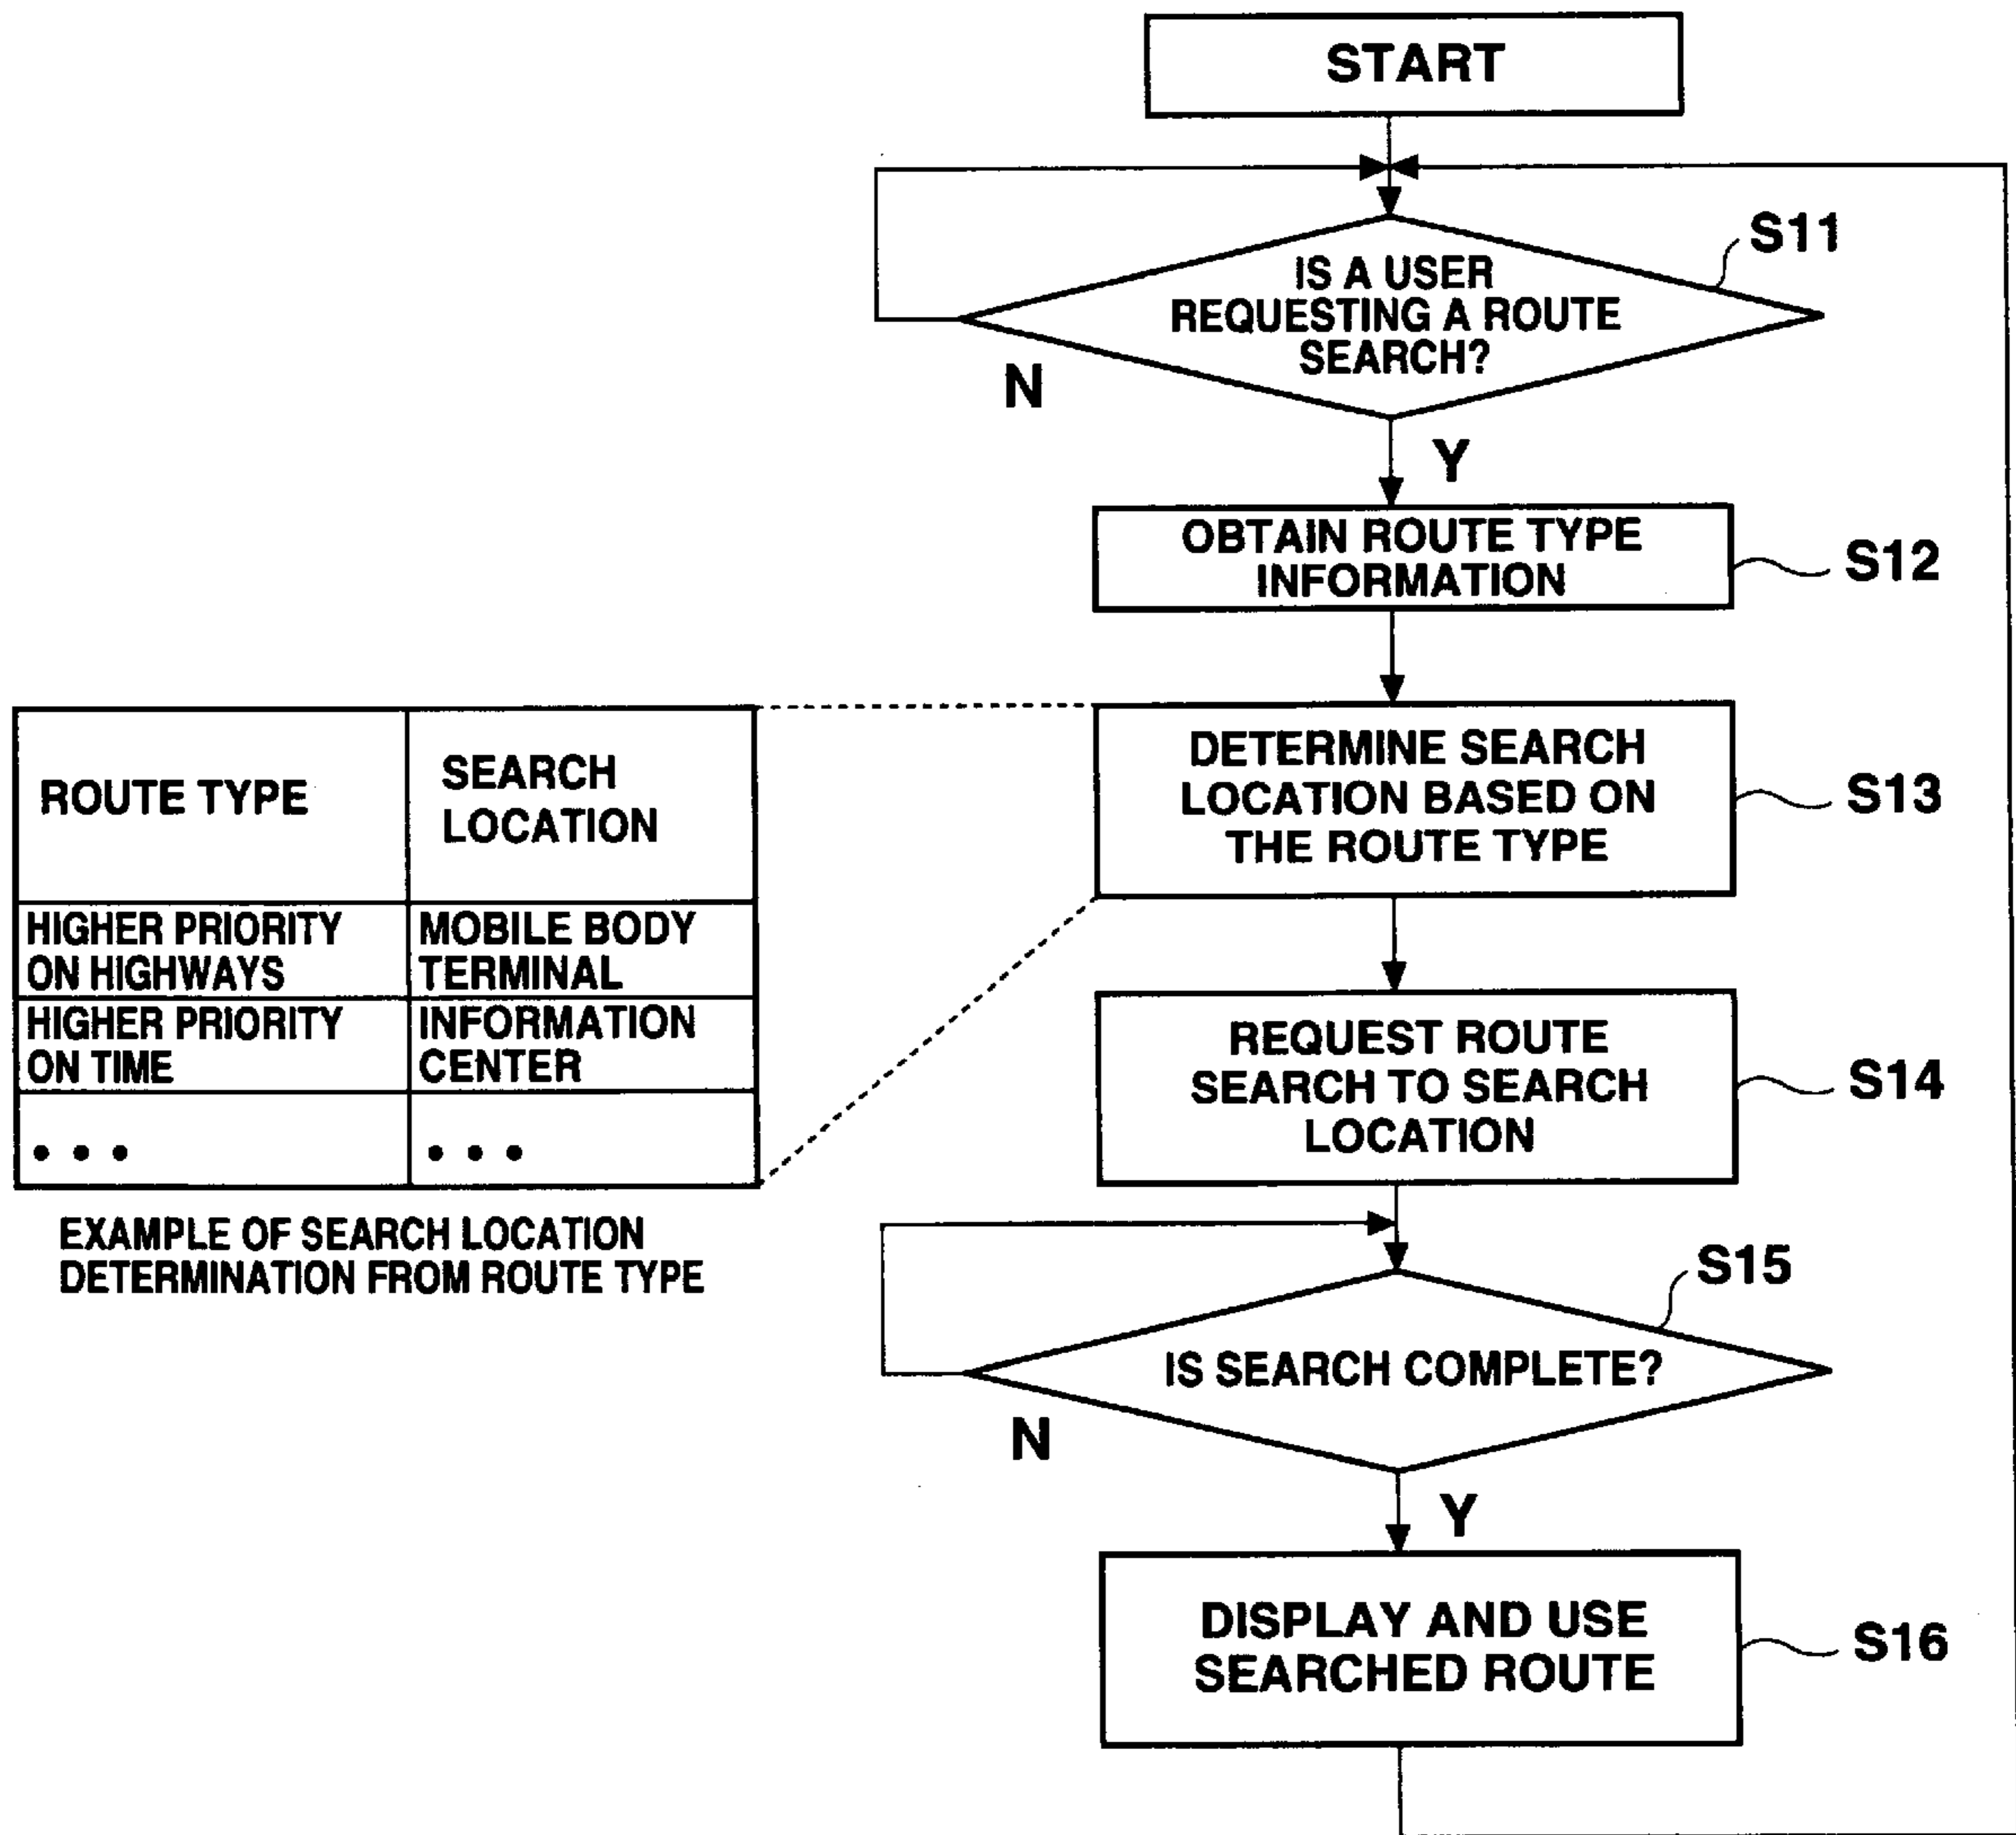 START
S11
IS A USER
REQUESTING A ROUTE
SEARCH?
N
Y
OBTAIN ROUTE TYPE
INFORMATION
S12
DETERMINE SEARCH
LOCATION BASED ON
THE ROUTE TYPE
S13
ROUTE TYPE
SEARCH
LOCATION
HIGHER PRIORITY
ON HIGHWAYS
MOBILE BODY
TERMINAL
HIGHER PRIORITY
ON TIME
INFORMATION
CENTER
• • •
• • •
EXAMPLE OF SEARCH LOCATION
DETERMINATION FROM ROUTE TYPE
REQUEST ROUTE
SEARCH TO SEARCH
LOCATION
S14
S15
IS SEARCH COMPLETE?
N
Y
DISPLAY AND USE
SEARCHED ROUTE
S16